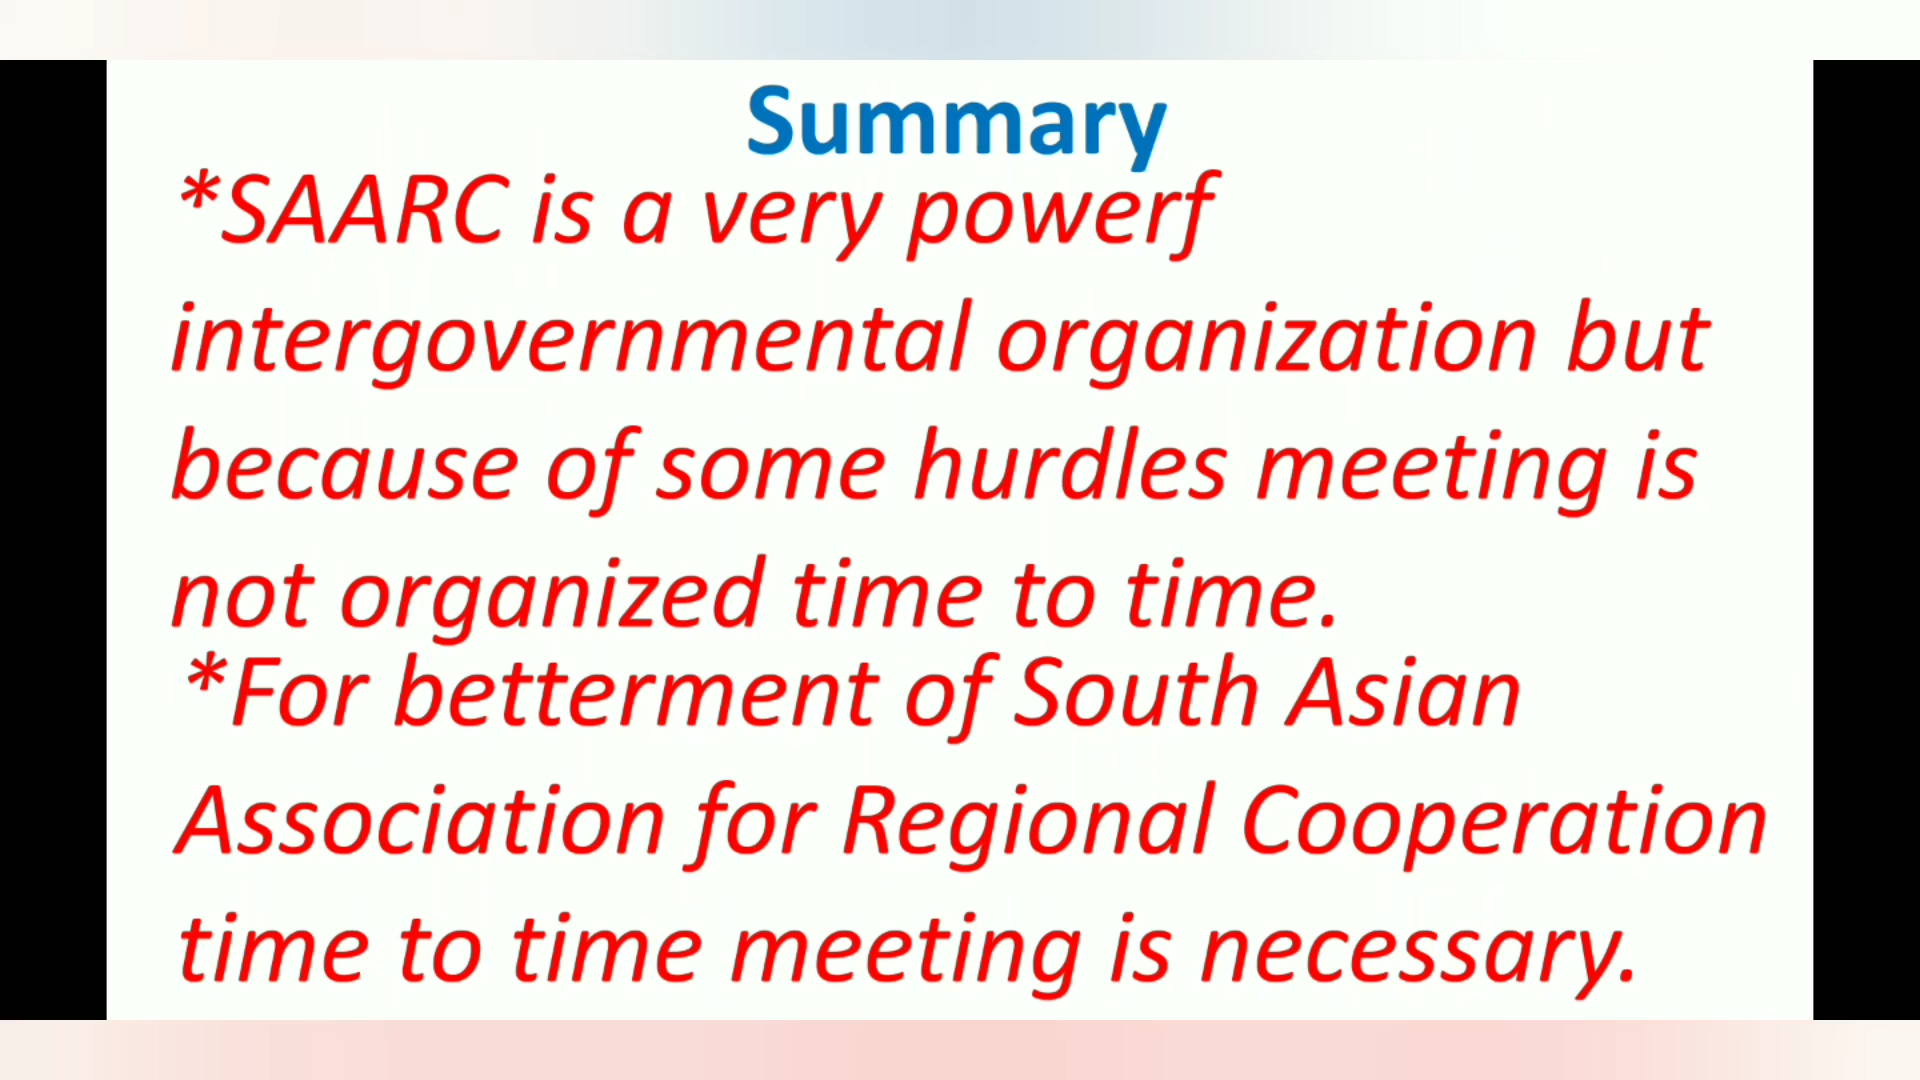 Summary
*SAARC is a very powerf
intergovernmental organization but
because of some hurdles meeting is
not organized time to time.
*For betterment of South Asian
Association for Regional Cooperation
time to time meeting is necessary.